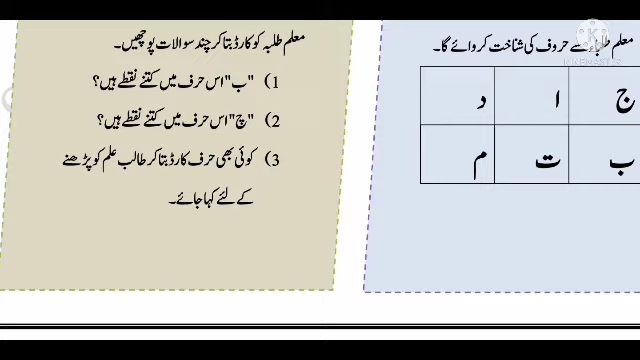 معلم طلباء سے حروف کی شناخت کروائے گا۔
ج ا د
ب ت م
معلم طلبہ کو کارڈ بتا کر چند سوالات پوچھیں۔
1) "ب" اس حرف میں کتنے نقطے ہیں؟
2) "چ" اس حرف میں کتنے نقطے ہیں؟
3) کوئی بھی حرف کارڈ بتا کر طالب علم کو پڑھنے
کے لئے کہا جائے۔
KINEMASTER